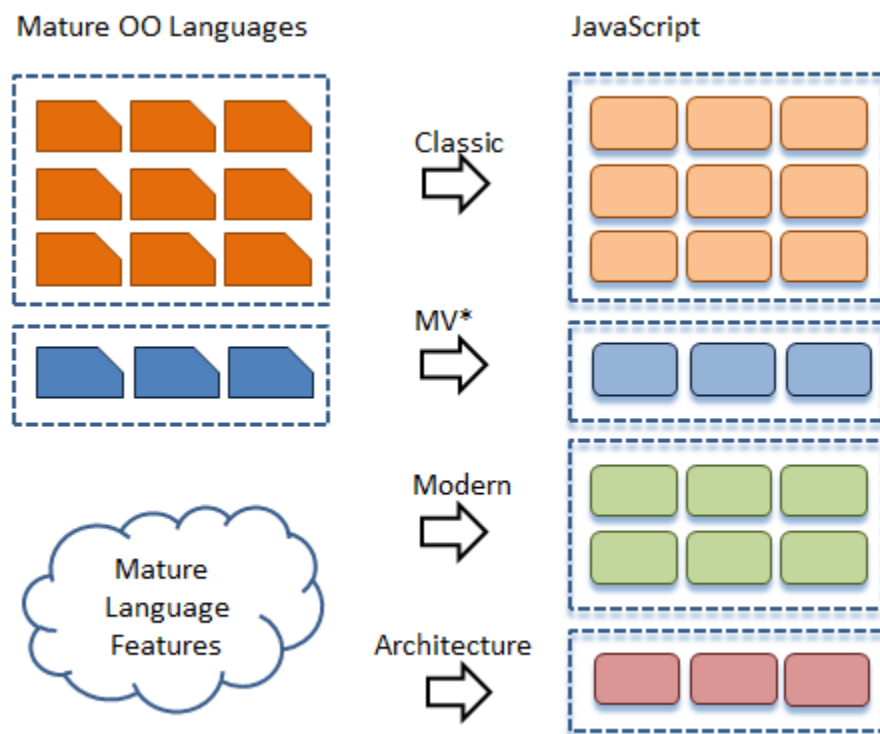 Mature OO Languages
JavaScript
Classic
MV*
Modern
Mature
Language
Features
Architecture